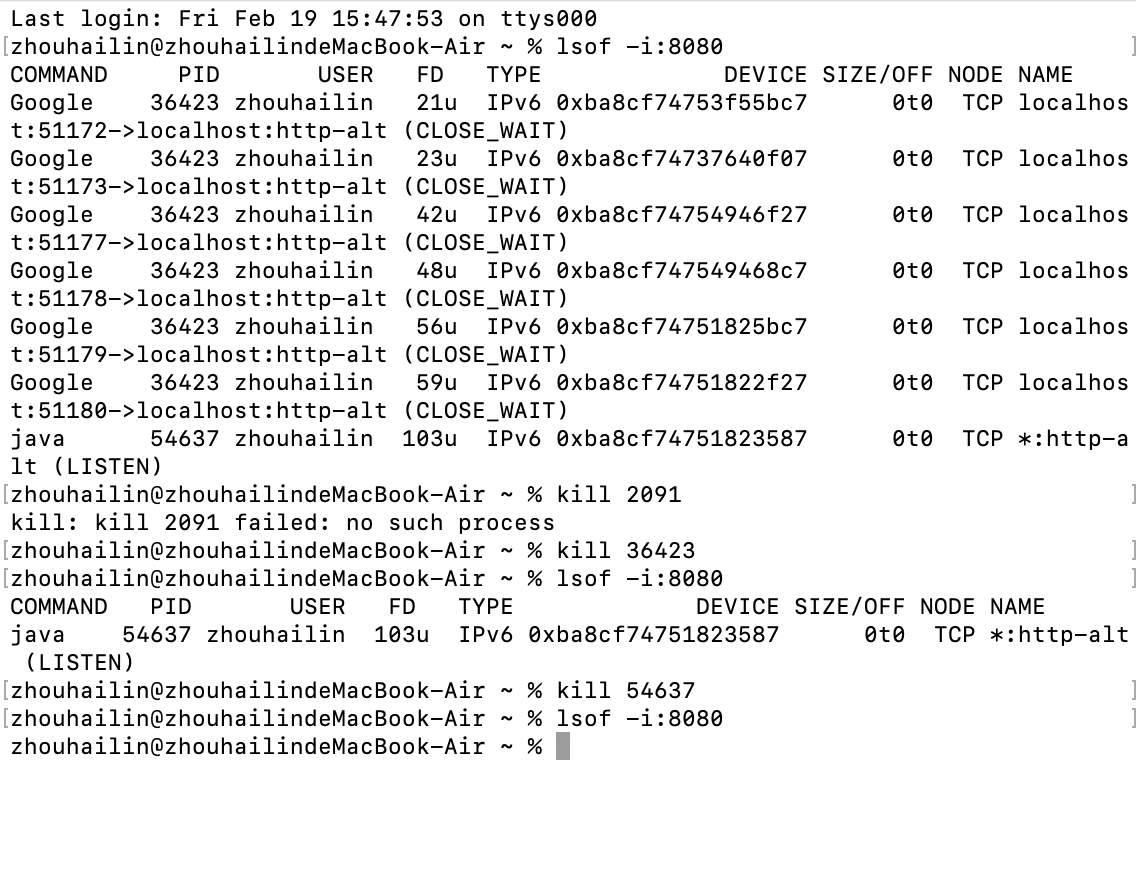 Last login: Fri Feb 19 15:47:53 on ttys000
[zhouhailin@zhouhailindeMacBook-Air ~ % lsof -i:8080 ]
COMMAND     PID       USER   FD   TYPE             DEVICE SIZE/OFF NODE NAME
Google    36423 zhouhailin   21u  IPv6 0xba8cf74753f55bc7      0t0  TCP localhos
t:51172->localhost:http-alt (CLOSE_WAIT)
Google    36423 zhouhailin   23u  IPv6 0xba8cf74737640f07      0t0  TCP localhos
t:51173->localhost:http-alt (CLOSE_WAIT)
Google    36423 zhouhailin   42u  IPv6 0xba8cf74754946f27      0t0  TCP localhos
t:51177->localhost:http-alt (CLOSE_WAIT)
Google    36423 zhouhailin   48u  IPv6 0xba8cf747549468c7      0t0  TCP localhos
t:51178->localhost:http-alt (CLOSE_WAIT)
Google    36423 zhouhailin   56u  IPv6 0xba8cf74751825bc7      0t0  TCP localhos
t:51179->localhost:http-alt (CLOSE_WAIT)
Google    36423 zhouhailin   59u  IPv6 0xba8cf74751822f27      0t0  TCP localhos
t:51180->localhost:http-alt (CLOSE_WAIT)
java      54637 zhouhailin  103u  IPv6 0xba8cf74751823587      0t0  TCP *:http-a
lt (LISTEN)
[zhouhailin@zhouhailindeMacBook-Air ~ % kill 2091 ]
kill: kill 2091 failed: no such process
[zhouhailin@zhouhailindeMacBook-Air ~ % kill 36423 ]
[zhouhailin@zhouhailindeMacBook-Air ~ % lsof -i:8080 ]
COMMAND   PID       USER   FD   TYPE             DEVICE SIZE/OFF NODE NAME
java    54637 zhouhailin  103u  IPv6 0xba8cf74751823587      0t0  TCP *:http-alt
 (LISTEN)
[zhouhailin@zhouhailindeMacBook-Air ~ % kill 54637 ]
[zhouhailin@zhouhailindeMacBook-Air ~ % lsof -i:8080 ]
zhouhailin@zhouhailindeMacBook-Air ~ %